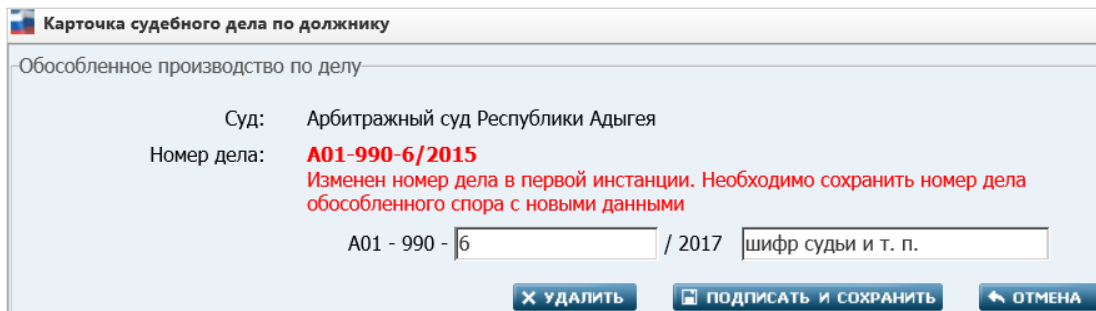 Карточка судебного дела по должнику
Обособленное производство по делу
Суд: Арбитражный суд Республики Адыгея
Номер дела: А01-990-6/2015
Изменен номер дела в первой инстанции. Необходимо сохранить номер дела
обособленного спора с новыми данными
А01 - 990 - 6 / 2017 шифр судьи и т. п.
УДАЛИТЬ ПОДПИСАТЬ И СОХРАНИТЬ ОТМЕНА